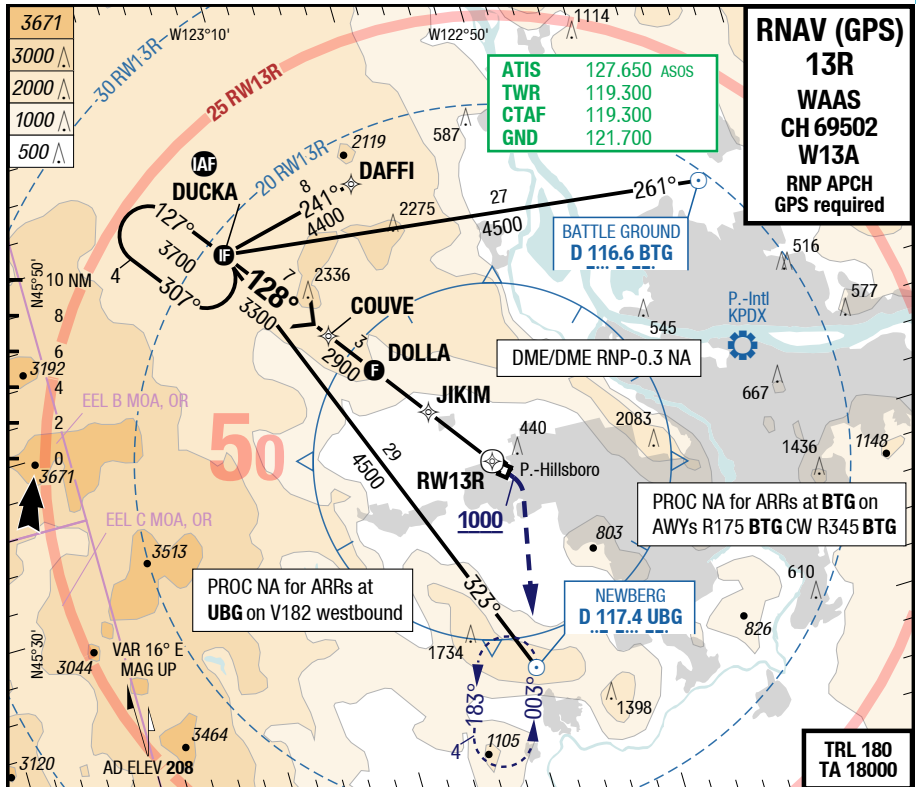 3671
3000
2000
1000
500
W123°10'
W122°50'
1114
30 RW13R
25 RW13R
20 RW13R
ATIS 127.650 ASOS
TWR 119.300
CTAF 119.300
GND 121.700
RNAV (GPS)
13R
WAAS
CH 69502
W13A
RNP APCH
GPS required
587
2119
IAF
DUCKA
DAFFI
8
241°
4400
2275
27
4500
261°
127°
3700
4
307°
IF
BATTLE GROUND
D 116.6 BTG
516
577
N45°50'
10 NM
8
6
4
2
0
7
128°
3300
2336
COUVE
3
2900
F
DOLLA
545
P.-Intl
KPDX
DME/DME RNP-0.3 NA
667
3192
EEL B MOA, OR
JIKIM
50
440
2083
1436
1148
29
4500
RW13R
P.-Hillsboro
3671
1000
PROC NA for ARRs at BTG on
AWYs R175 BTG CW R345 BTG
EEL C MOA, OR
3513
803
610
PROC NA for ARRs at
UBG on V182 westbound
323°
NEWBERG
D 117.4 UBG
826
N45°30'
3044
VAR 16° E
MAG UP
1734
183°
003°
4
1398
1105
3464
3120
AD ELEV 208
TRL 180
TA 18000